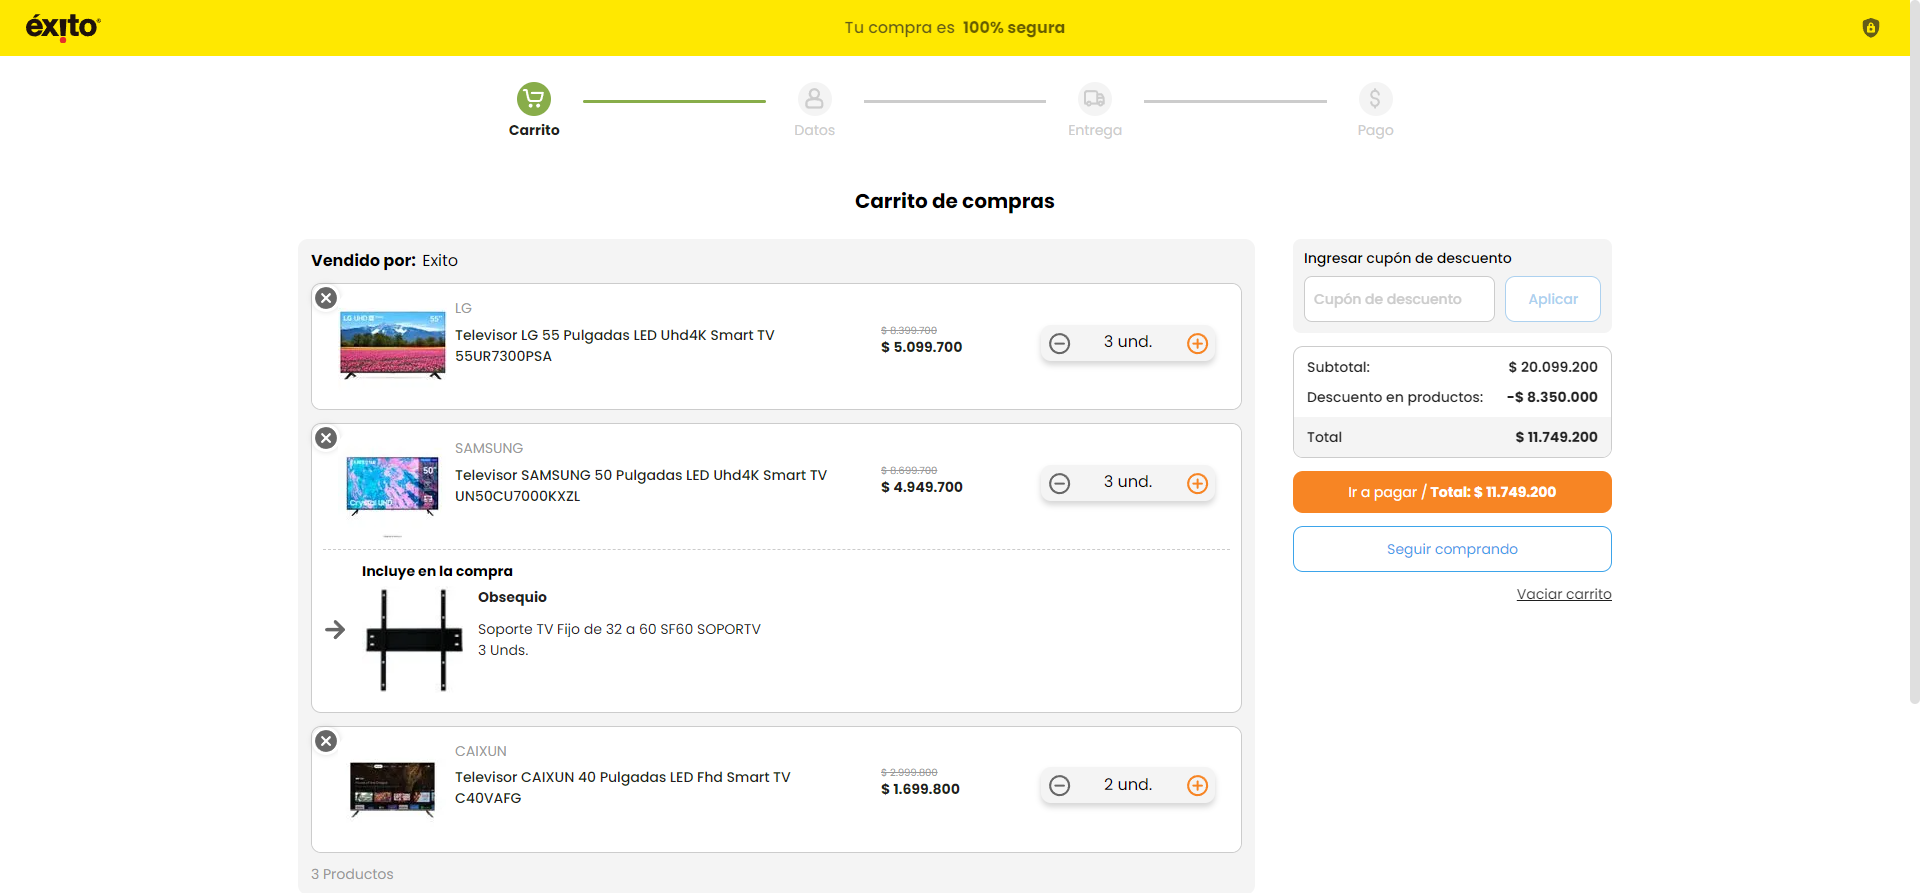 éxito
Tu compra es 100% segura
Carrito
Datos
Entrega
Pago
Carrito de compras
Vendido por: Exito
LG
LG UHD
55"
Televisor LG 55 Pulgadas LED Uhd4K Smart TV
55UR7300PSA
$ 8.399.700
$ 5.099.700
3 und.
SAMSUNG
50"
Crystal UHD
Televisor SAMSUNG 50 Pulgadas LED Uhd4K Smart TV
UN50CU7000KXZL
$ 8.699.700
$ 4.949.700
3 und.
Incluye en la compra
Obsequio
Soporte TV Fijo de 32 a 60 SF60 SOPORTV
3 Unds.
CAIXUN
Televisor CAIXUN 40 Pulgadas LED Fhd Smart TV
C40VAFG
$ 2.999.800
$ 1.699.800
2 und.
3 Productos
Ingresar cupón de descuento
Cupón de descuento
Aplicar
Subtotal: $ 20.099.200
Descuento en productos: -$ 8.350.000
Total $ 11.749.200
Ir a pagar / Total: $ 11.749.200
Seguir comprando
Vaciar carrito